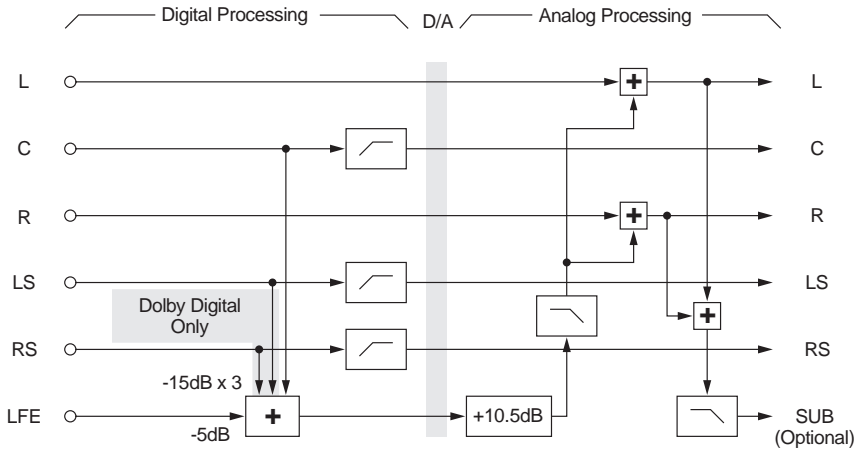 Digital Processing
D/A
Analog Processing
L
L
C
C
R
R
LS
LS
Dolby Digital
Only
RS
RS
-15dB x 3
LFE
-5dB
+10.5dB
SUB
(Optional)